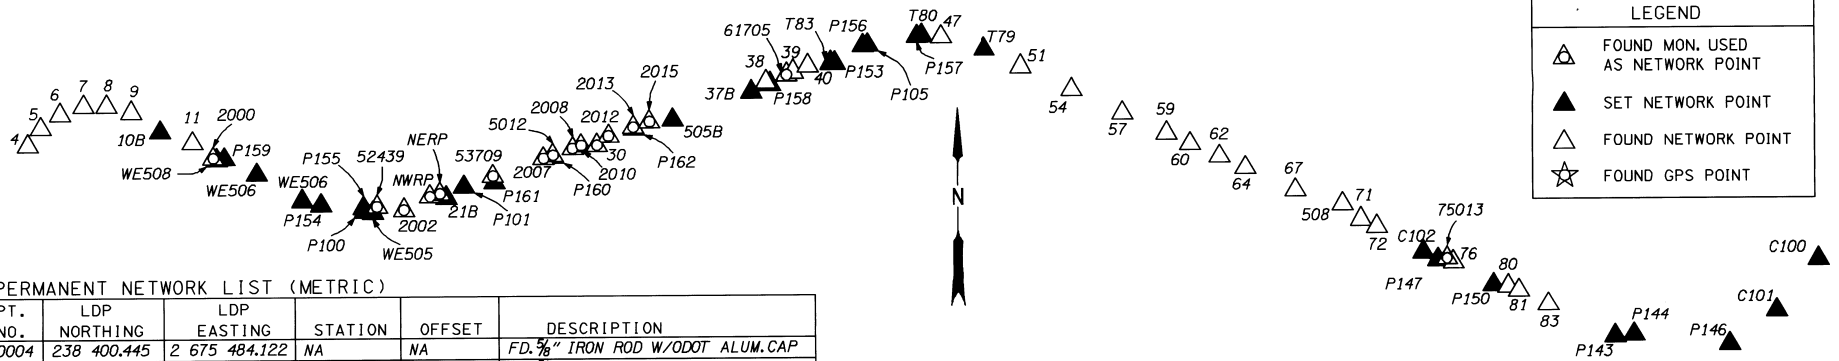 4
5
6
7
8
9
10B
11
2000
WE508
P159
WE506
WE506
P154
P155
52439
P100
WE505
NWRP
NERP
2002
21B
53709
P101
P161
5012
2007
2008
P160
2010
2012
30
2013
2015
P162
505B
37B
38
61705
39
P158
40
T83
P153
P156
P105
T80
P157
47
T79
51
54
57
59
60
62
64
67
508
71
72
C102
75013
76
P147
P150
80
81
83
P143
P144
P146
C101
C100
N
LEGEND
FOUND MON. USED
AS NETWORK POINT
SET NETWORK POINT
FOUND NETWORK POINT
FOUND GPS POINT
PERMANENT NETWORK LIST (METRIC)
PT. NO. LDP NORTHING LDP EASTING STATION OFFSET DESCRIPTION
0004 238 400.445 2 675 484.122 NA NA FD. 5/8" IRON ROD W/ODOT ALUM.CAP